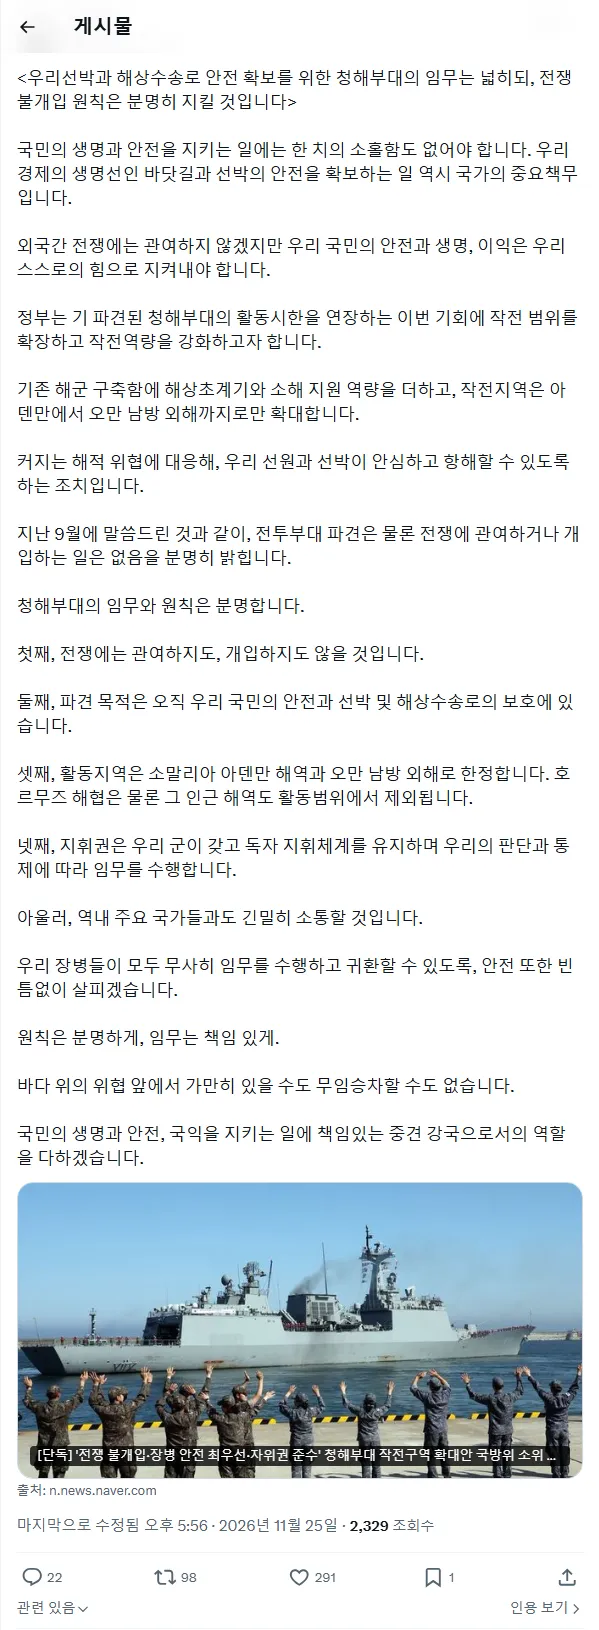 게시물
<우리선박과 해상수송로 안전 확보를 위한 청해부대의 임무는 넓히되, 전쟁
불개입 원칙은 분명히 지킬 것입니다>
국민의 생명과 안전을 지키는 일에는 한 치의 소홀함도 없어야 합니다. 우리
경제의 생명선인 바닷길과 선박의 안전을 확보하는 일 역시 국가의 중요책무
입니다.
외국간 전쟁에는 관여하지 않겠지만 우리 국민의 안전과 생명, 이익은 우리
스스로의 힘으로 지켜내야 합니다.
정부는 기 파견된 청해부대의 활동시한을 연장하는 이번 기회에 작전 범위를
확장하고 작전역량을 강화하고자 합니다.
기존 해군 구축함에 해상초계기와 소해 지원 역량을 더하고, 작전지역은 아
덴만에서 오만 남방 외해까지로만 확대합니다.
커지는 해적 위협에 대응해, 우리 선원과 선박이 안심하고 항해할 수 있도록
하는 조치입니다.
지난 9월에 말씀드린 것과 같이, 전투부대 파견은 물론 전쟁에 관여하거나 개
입하는 일은 없음을 분명히 밝힙니다.
청해부대의 임무와 원칙은 분명합니다.
첫째, 전쟁에는 관여하지도, 개입하지도 않을 것입니다.
둘째, 파견 목적은 오직 우리 국민의 안전과 선박 및 해상수송로의 보호에 있
습니다.
셋째, 활동지역은 소말리아 아덴만 해역과 오만 남방 외해로 한정합니다. 호
르무즈 해협은 물론 그 인근 해역도 활동범위에서 제외됩니다.
넷째, 지휘권은 우리 군이 갖고 독자 지휘체계를 유지하며 우리의 판단과 통
제에 따라 임무를 수행합니다.
아울러, 역내 주요 국가들과도 긴밀히 소통할 것입니다.
우리 장병들이 모두 무사히 임무를 수행하고 귀환할 수 있도록, 안전 또한 빈
틈없이 살피겠습니다.
원칙은 분명하게, 임무는 책임 있게.
바다 위의 위협 앞에서 가만히 있을 수도 무임승차할 수도 없습니다.
국민의 생명과 안전, 국익을 지키는 일에 책임있는 중견 강국으로서의 역할
을 다하겠습니다.
[단독] '전쟁 불개입·장병 안전 최우선·자위권 준수' 청해부대 작전구역 확대안 국방위 소위 ...
출처: n.news.naver.com
마지막으로 수정됨 오후 5:56 · 2026년 11월 25일 · 2,329 조회수
22 98 291 1
관련 있음 인용 보기